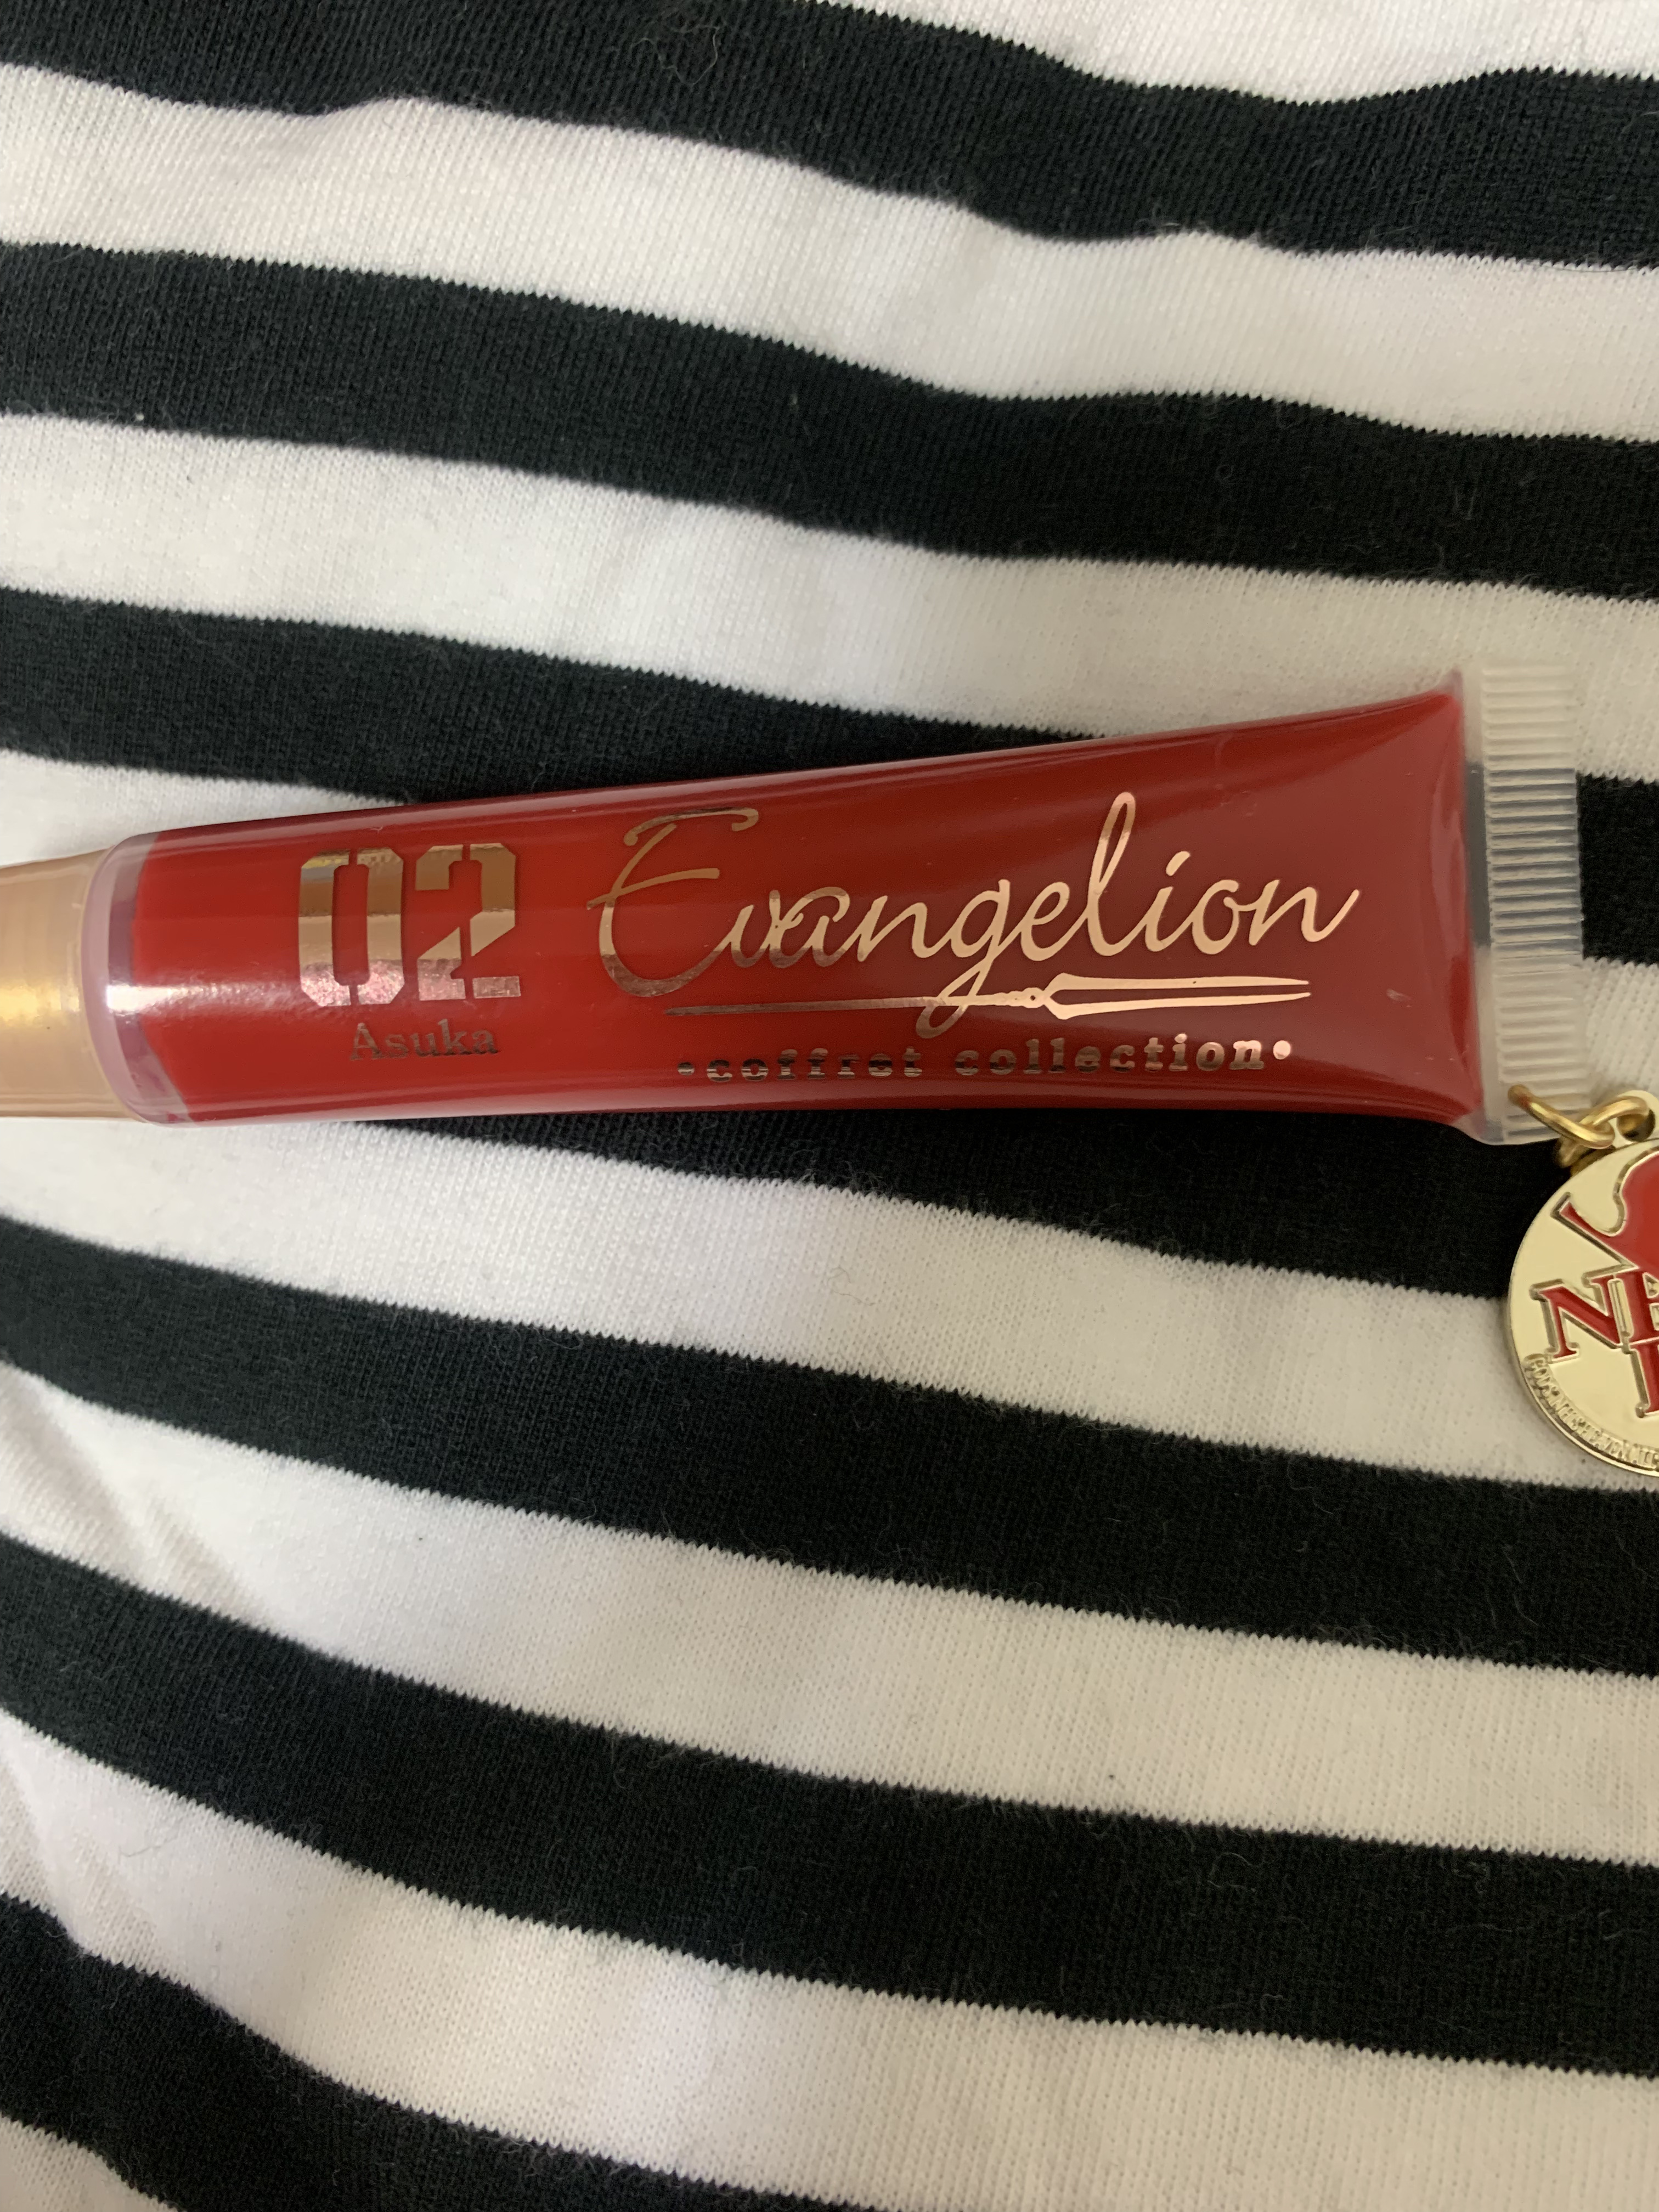 02 Evangelion
Asuka
•coffret collection•